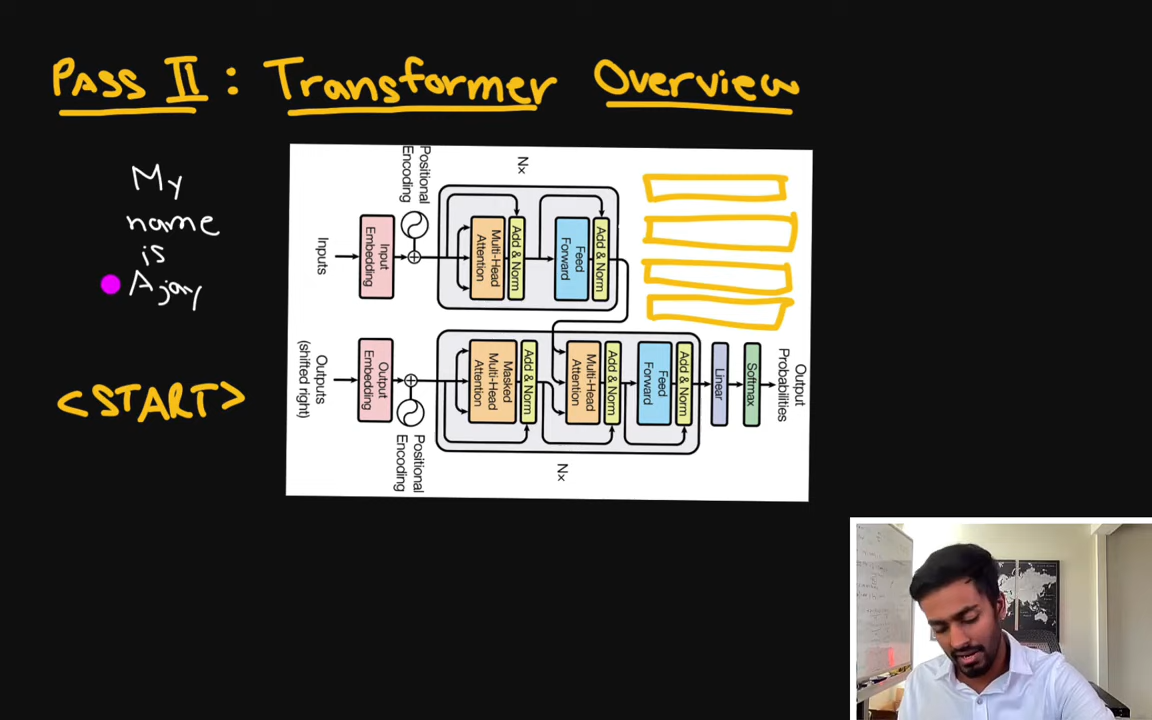 PASS II : Transformer Overview
My
name
is
Ajay
<START>
Positional
Encoding
Nx
Inputs
Input
Embedding
Multi-Head
Attention
Add & Norm
Feed
Forward
Add & Norm
Outputs
(shifted right)
Output
Embedding
Positional
Encoding
Masked
Multi-Head
Attention
Add & Norm
Multi-Head
Attention
Add & Norm
Feed
Forward
Add & Norm
Linear
Softmax
Output
Probabilities
Nx